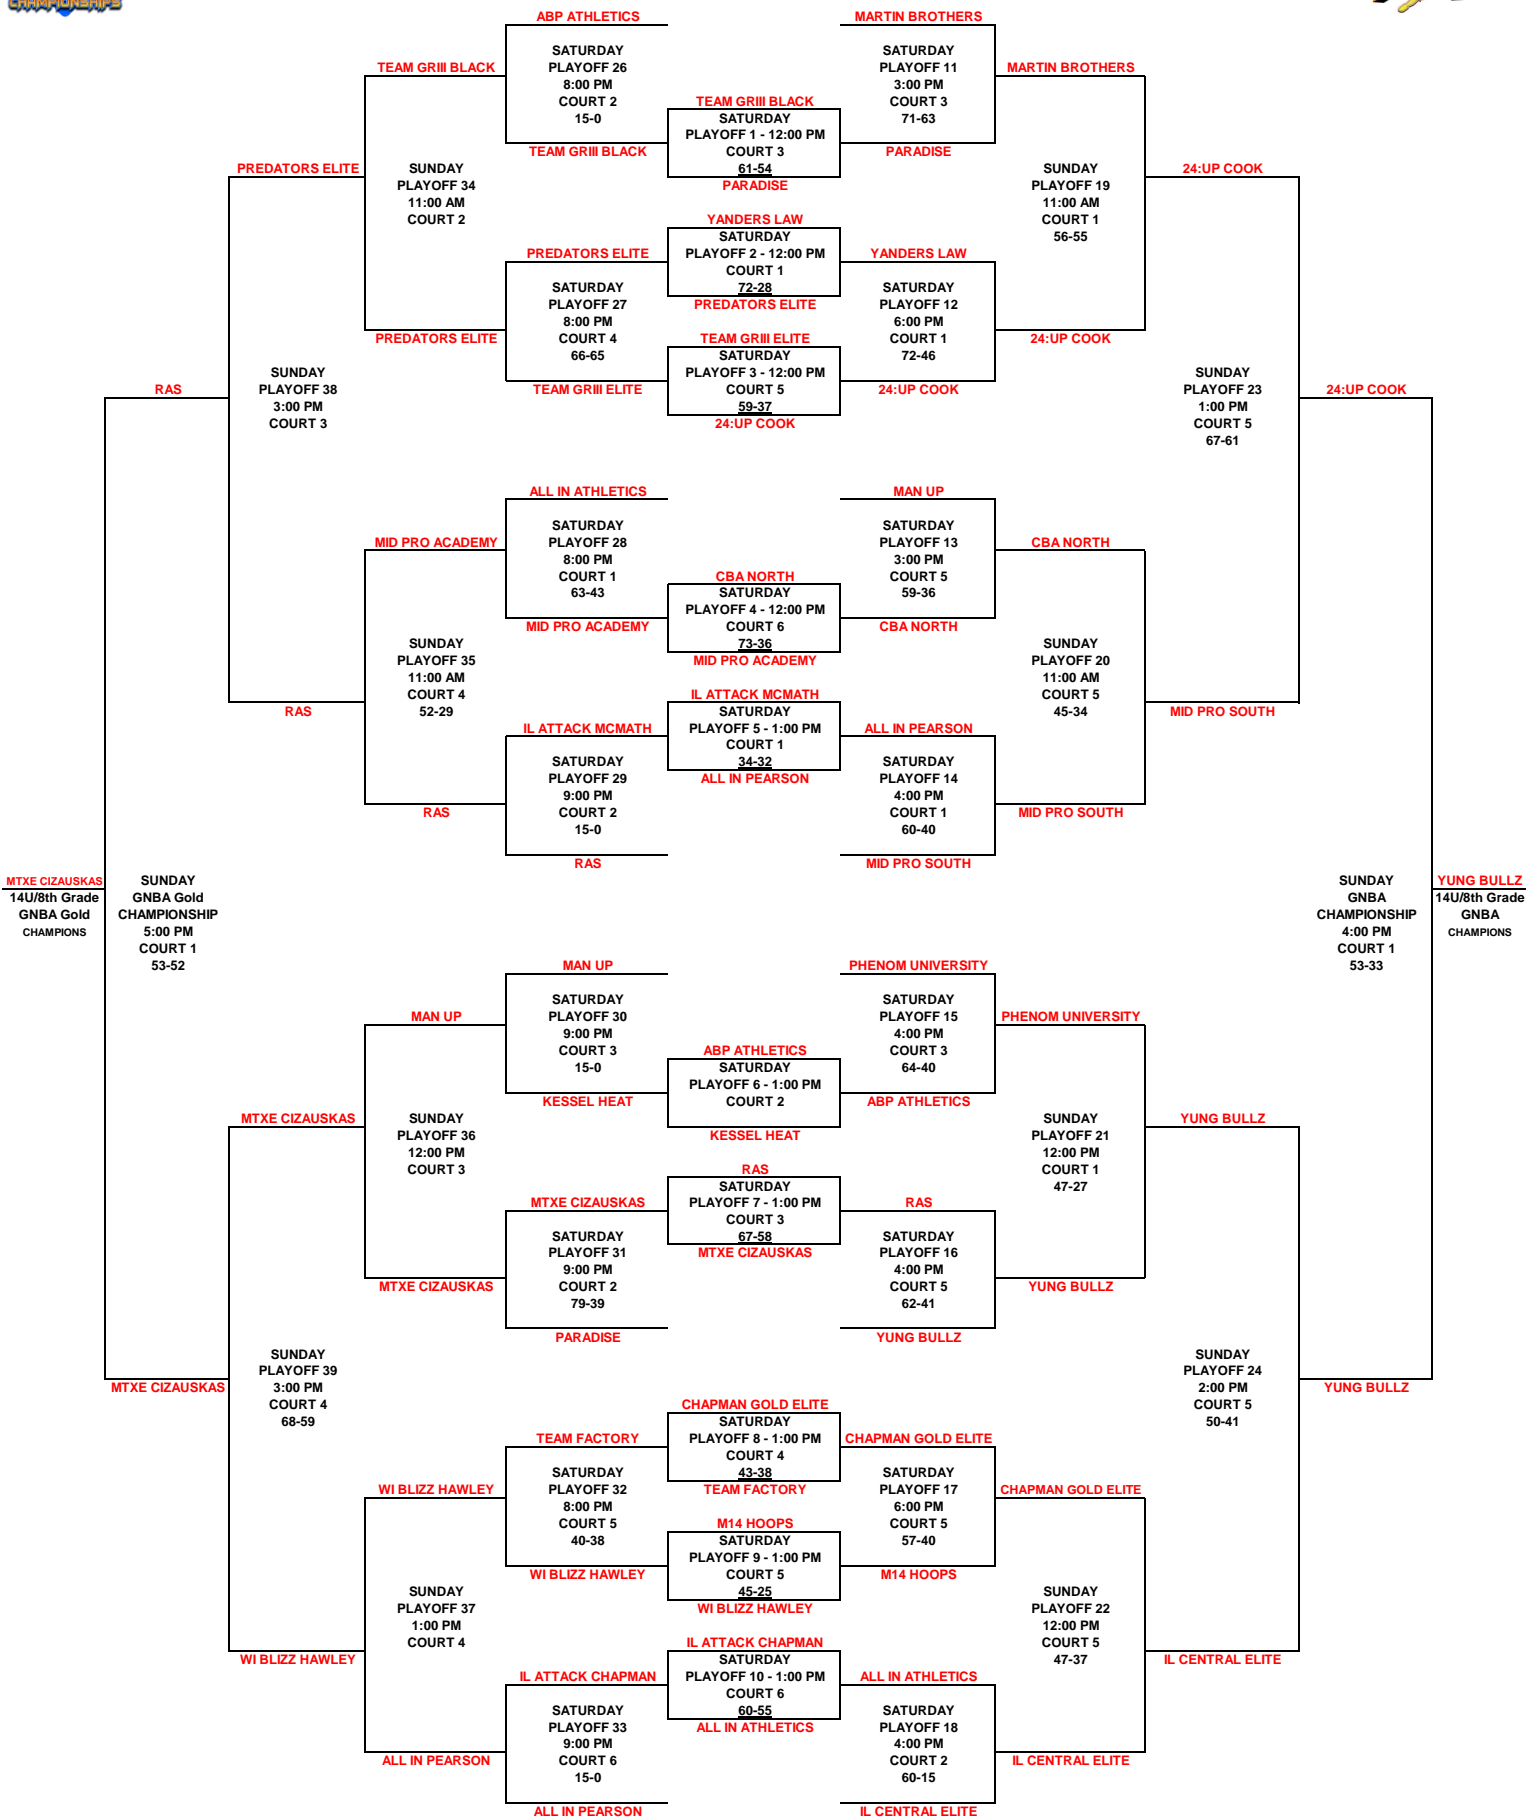 CHAMPIONSHIPS
ABP ATHLETICS
SATURDAY
PLAYOFF 26
8:00 PM
COURT 2
15-0
TEAM GRIII BLACK
TEAM GRIII BLACK
SUNDAY
PLAYOFF 34
11:00 AM
COURT 2
PREDATORS ELITE
PREDATORS ELITE
SATURDAY
PLAYOFF 27
8:00 PM
COURT 4
66-65
TEAM GRIII ELITE
PREDATORS ELITE
PREDATORS ELITE
SUNDAY
PLAYOFF 38
3:00 PM
COURT 3
RAS
ALL IN ATHLETICS
SATURDAY
PLAYOFF 28
8:00 PM
COURT 1
63-43
MID PRO ACADEMY
MID PRO ACADEMY
SUNDAY
PLAYOFF 35
11:00 AM
COURT 4
52-29
RAS
IL ATTACK MCMATH
SATURDAY
PLAYOFF 29
9:00 PM
COURT 2
15-0
RAS
RAS
MTXE CIZAUSKAS
14U/8th Grade
GNBA Gold
CHAMPIONS
SUNDAY
GNBA Gold
CHAMPIONSHIP
5:00 PM
COURT 1
53-52
MAN UP
SATURDAY
PLAYOFF 30
9:00 PM
COURT 3
15-0
KESSEL HEAT
MAN UP
SUNDAY
PLAYOFF 36
12:00 PM
COURT 3
MTXE CIZAUSKAS
MTXE CIZAUSKAS
SATURDAY
PLAYOFF 31
9:00 PM
COURT 2
79-39
PARADISE
MTXE CIZAUSKAS
SUNDAY
PLAYOFF 39
3:00 PM
COURT 4
68-59
MTXE CIZAUSKAS
TEAM FACTORY
SATURDAY
PLAYOFF 32
8:00 PM
COURT 5
40-38
WI BLIZZ HAWLEY
WI BLIZZ HAWLEY
SUNDAY
PLAYOFF 37
1:00 PM
COURT 4
WI BLIZZ HAWLEY
IL ATTACK CHAPMAN
SATURDAY
PLAYOFF 33
9:00 PM
COURT 6
15-0
ALL IN PEARSON
ALL IN PEARSON
TEAM GRIII BLACK
SATURDAY
PLAYOFF 1 - 12:00 PM
COURT 3
61-54
PARADISE
YANDERS LAW
SATURDAY
PLAYOFF 2 - 12:00 PM
COURT 1
72-28
PREDATORS ELITE
TEAM GRIII ELITE
SATURDAY
PLAYOFF 3 - 12:00 PM
COURT 5
59-37
24:UP COOK
CBA NORTH
SATURDAY
PLAYOFF 4 - 12:00 PM
COURT 6
73-36
MID PRO ACADEMY
IL ATTACK MCMATH
SATURDAY
PLAYOFF 5 - 1:00 PM
COURT 1
34-32
ALL IN PEARSON
ABP ATHLETICS
SATURDAY
PLAYOFF 6 - 1:00 PM
COURT 2
KESSEL HEAT
RAS
SATURDAY
PLAYOFF 7 - 1:00 PM
COURT 3
67-58
MTXE CIZAUSKAS
CHAPMAN GOLD ELITE
SATURDAY
PLAYOFF 8 - 1:00 PM
COURT 4
43-38
TEAM FACTORY
M14 HOOPS
SATURDAY
PLAYOFF 9 - 1:00 PM
COURT 5
45-25
WI BLIZZ HAWLEY
IL ATTACK CHAPMAN
SATURDAY
PLAYOFF 10 - 1:00 PM
COURT 6
60-55
ALL IN ATHLETICS
MARTIN BROTHERS
SATURDAY
PLAYOFF 11
3:00 PM
COURT 3
71-63
PARADISE
MARTIN BROTHERS
SUNDAY
PLAYOFF 19
11:00 AM
COURT 1
56-55
24:UP COOK
YANDERS LAW
SATURDAY
PLAYOFF 12
6:00 PM
COURT 1
72-46
24:UP COOK
24:UP COOK
SUNDAY
PLAYOFF 23
1:00 PM
COURT 5
67-61
24:UP COOK
MAN UP
SATURDAY
PLAYOFF 13
3:00 PM
COURT 5
59-36
CBA NORTH
CBA NORTH
SUNDAY
PLAYOFF 20
11:00 AM
COURT 5
45-34
MID PRO SOUTH
ALL IN PEARSON
SATURDAY
PLAYOFF 14
4:00 PM
COURT 1
60-40
MID PRO SOUTH
MID PRO SOUTH
SUNDAY
GNBA
CHAMPIONSHIP
4:00 PM
COURT 1
53-33
YUNG BULLZ
14U/8th Grade
GNBA
CHAMPIONS
PHENOM UNIVERSITY
SATURDAY
PLAYOFF 15
4:00 PM
COURT 3
64-40
ABP ATHLETICS
PHENOM UNIVERSITY
SUNDAY
PLAYOFF 21
12:00 PM
COURT 1
47-27
YUNG BULLZ
RAS
SATURDAY
PLAYOFF 16
4:00 PM
COURT 5
62-41
YUNG BULLZ
YUNG BULLZ
SUNDAY
PLAYOFF 24
2:00 PM
COURT 5
50-41
YUNG BULLZ
CHAPMAN GOLD ELITE
SATURDAY
PLAYOFF 17
6:00 PM
COURT 5
57-40
M14 HOOPS
CHAPMAN GOLD ELITE
SUNDAY
PLAYOFF 22
12:00 PM
COURT 5
47-37
IL CENTRAL ELITE
ALL IN ATHLETICS
SATURDAY
PLAYOFF 18
4:00 PM
COURT 2
60-15
IL CENTRAL ELITE
IL CENTRAL ELITE